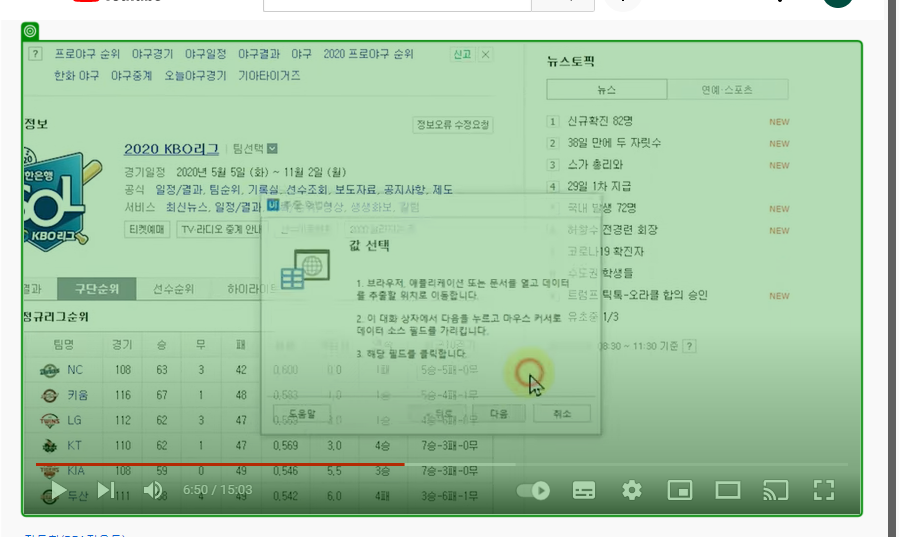 프로야구 순위 야구경기 야구일정 야구결과 야구 2020 프로야구 순위 신고
한화 야구 야구중계 오늘야구경기 기아타이거즈
정보
정보오류 수정요청
2020 KBO리그 팀선택
경기일정 2020년 5월 5일 (화) ~ 11월 2일 (월)
공식 일정/결과, 팀순위, 기록실, 선수조회, 보도자료, 공지사항, 제도
서비스 최신뉴스, 일정/결과
티켓예매 TV·라디오 중계 안내
한은행
SOL
KBO리그
결과 구단순위 선수순위 하이라이트
정규리그순위
팀명 경기 승 무 패
NC 108 63 3 42 0,600 0,0 1패 5승-5패-0무
키움 116 67 1 48 0,583 1,0 1승 5승-4패-1무
LG 112 62 3 47
KT 110 62 1 47 0,569 3,0 4승 7승-3패-0무
KIA 108 59 0 49 0,546 5,5 3승 7승-3패-0무
두산 111 0,542 6,0 4패 3승-6패-1무
값 선택
1. 브라우저, 애플리케이션 또는 문서를 열고 데이터
를 추출할 위치로 이동합니다.
2. 이 대화 상자에서 다음을 누르고 마우스 커서로
데이터 소스 필드를 가리킵니다.
3. 해당 필드를 클릭합니다.
도움말 뒤로 다음 취소
뉴스토픽
뉴스 연예·스포츠
1 신규확진 82명 NEW
2 38일 만에 두 자릿수 NEW
3 스가 총리와 NEW
4 29일 1차 지급
국내 발생 72명 NEW
허정수 전경련 회장 NEW
코로나19 확진자
수도권 학생들
트럼프 틱톡-오라클 합의 승인 NEW
유초중 1/3
08:30 ~ 11:30 기준 ?
6:50 / 15:03